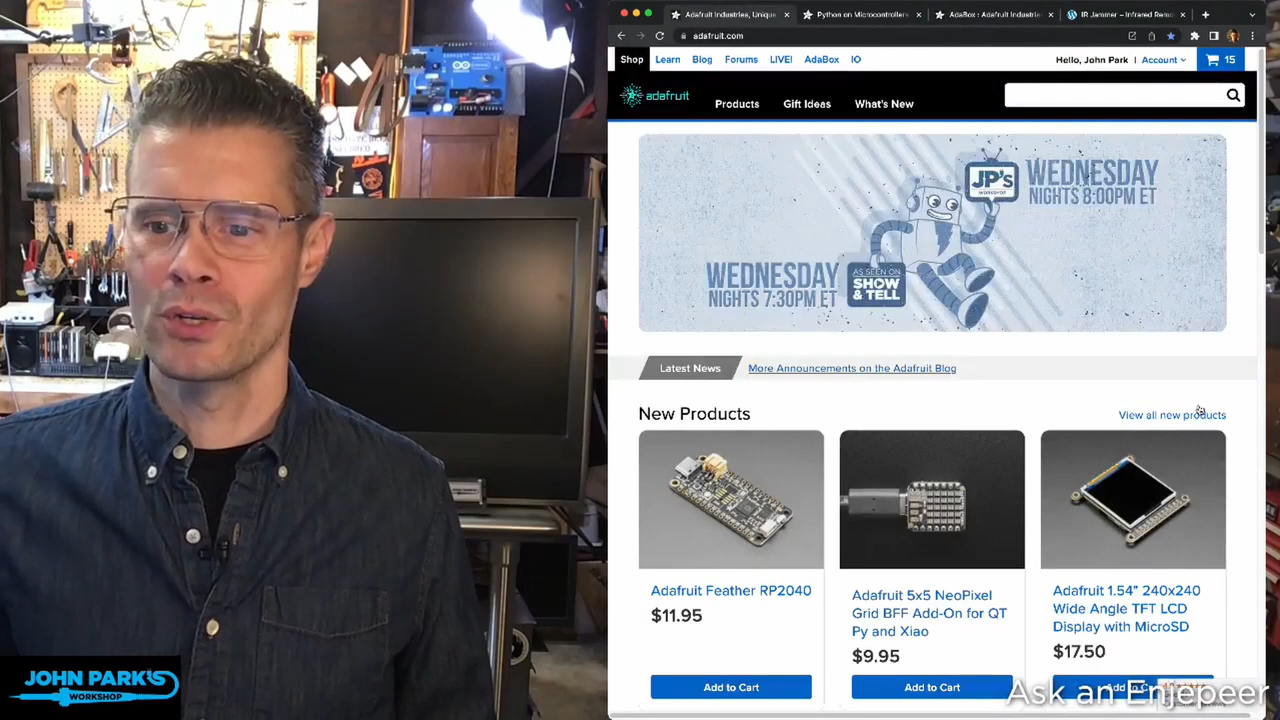 Adafruit Industries, Unique
Python on Microcontrollers
AdaBox : Adafruit Industries
IR Jammer – Infrared Remo
adafruit.com
Shop
Learn
Blog
Forums
LIVE!
AdaBox
IO
Hello, John Park | Account
15
adafruit
Products
Gift Ideas
What's New
JP's
WORKSHOP
WEDNESDAY
NIGHTS 8:00PM ET
WEDNESDAY
NIGHTS 7:30PM ET
AS SEEN ON
SHOW
& TELL
Latest News
More Announcements on the Adafruit Blog
New Products
View all new products
Adafruit Feather RP2040
$11.95
Add to Cart
Adafruit 5x5 NeoPixel
Grid BFF Add-On for QT
Py and Xiao
$9.95
Add to Cart
Adafruit 1.54" 240x240
Wide Angle TFT LCD
Display with MicroSD
$17.50
Add to C
JOHN PARK'S
WORKSHOP
Ask an Enjepeer